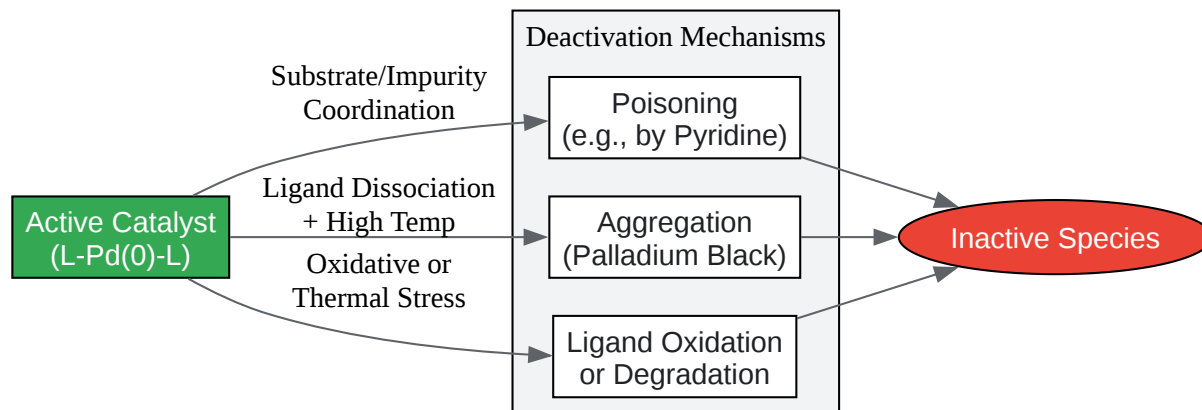 Deactivation Mechanisms
Substrate/Impurity
Coordination
Poisoning
(e.g., by Pyridine)
Ligand Dissociation
+ High Temp
Active Catalyst
(L-Pd(0)-L)
Aggregation
(Palladium Black)
Inactive Species
Oxidative or
Thermal Stress
Ligand Oxidation
or Degradation